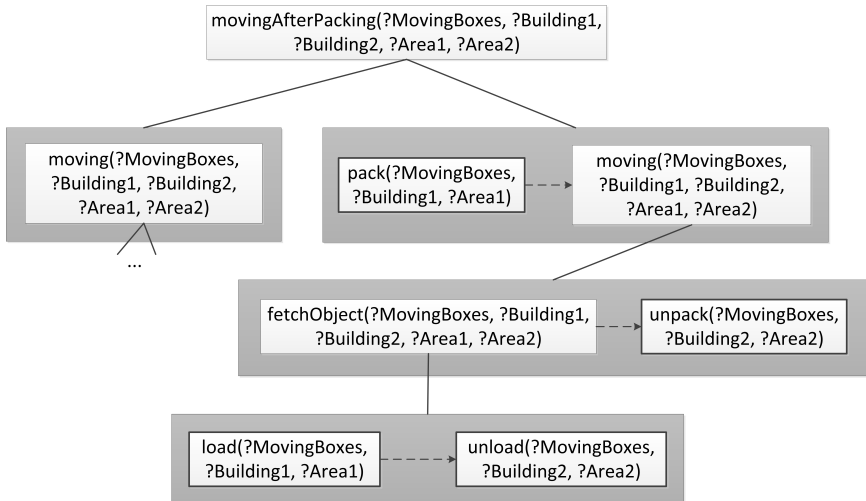 movingAfterPacking(?MovingBoxes, ?Building1,
?Building2, ?Area1, ?Area2)
moving(?MovingBoxes,
?Building1, ?Building2,
?Area1, ?Area2)
...
pack(?MovingBoxes,
?Building1, ?Area1)
moving(?MovingBoxes,
?Building1, ?Building2,
?Area1, ?Area2)
fetchObject(?MovingBoxes, ?Building1,
?Building2, ?Area1, ?Area2)
unpack(?MovingBoxes,
?Building2, ?Area2)
load(?MovingBoxes,
?Building1, ?Area1)
unload(?MovingBoxes,
?Building2, ?Area2)